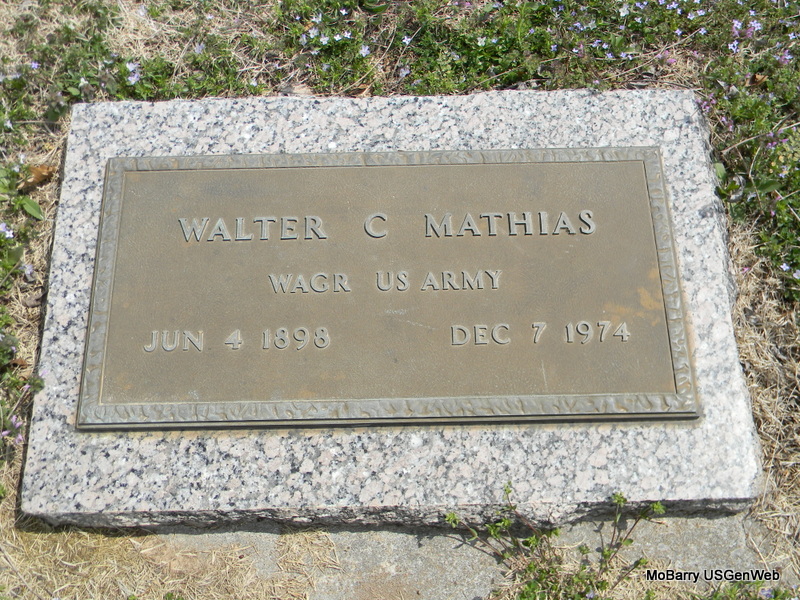 WALTER C MATHIAS
WAGR US ARMY
JUN 4 1898 DEC 7 1974
MoBarry USGenWeb